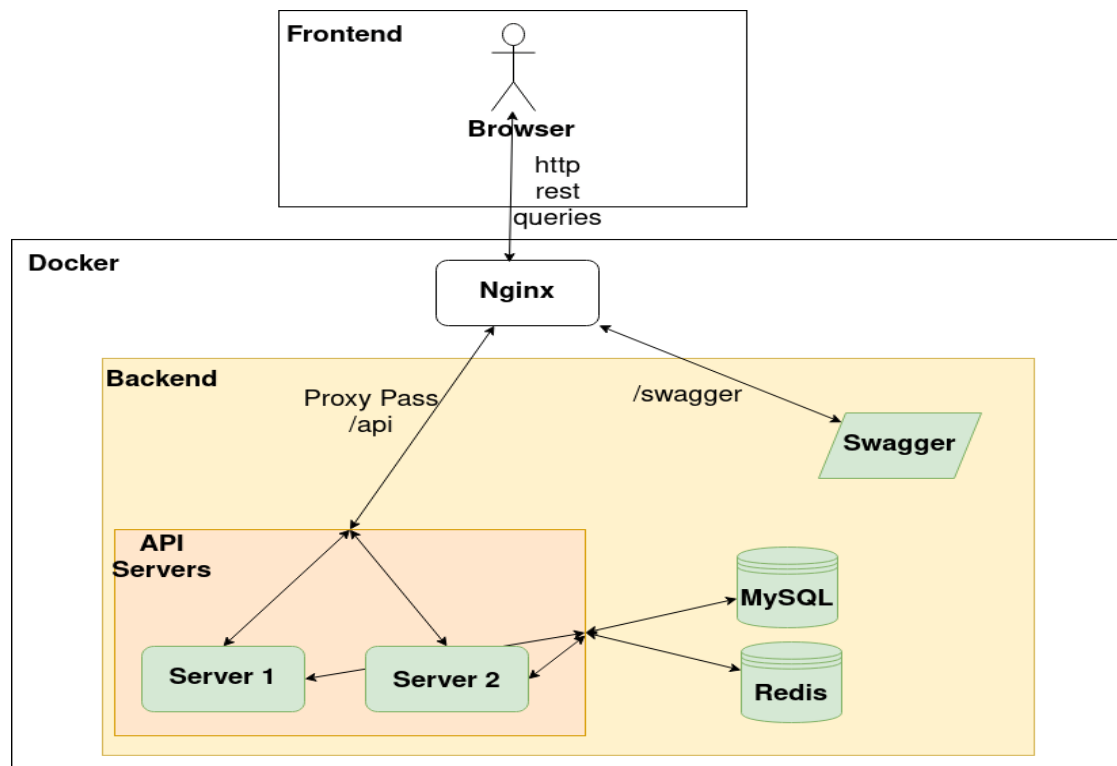 Frontend
Browser
http
rest
queries
Docker
Nginx
Backend
Proxy Pass
/api
/swagger
Swagger
API
Servers
MySQL
Server 1
Server 2
Redis